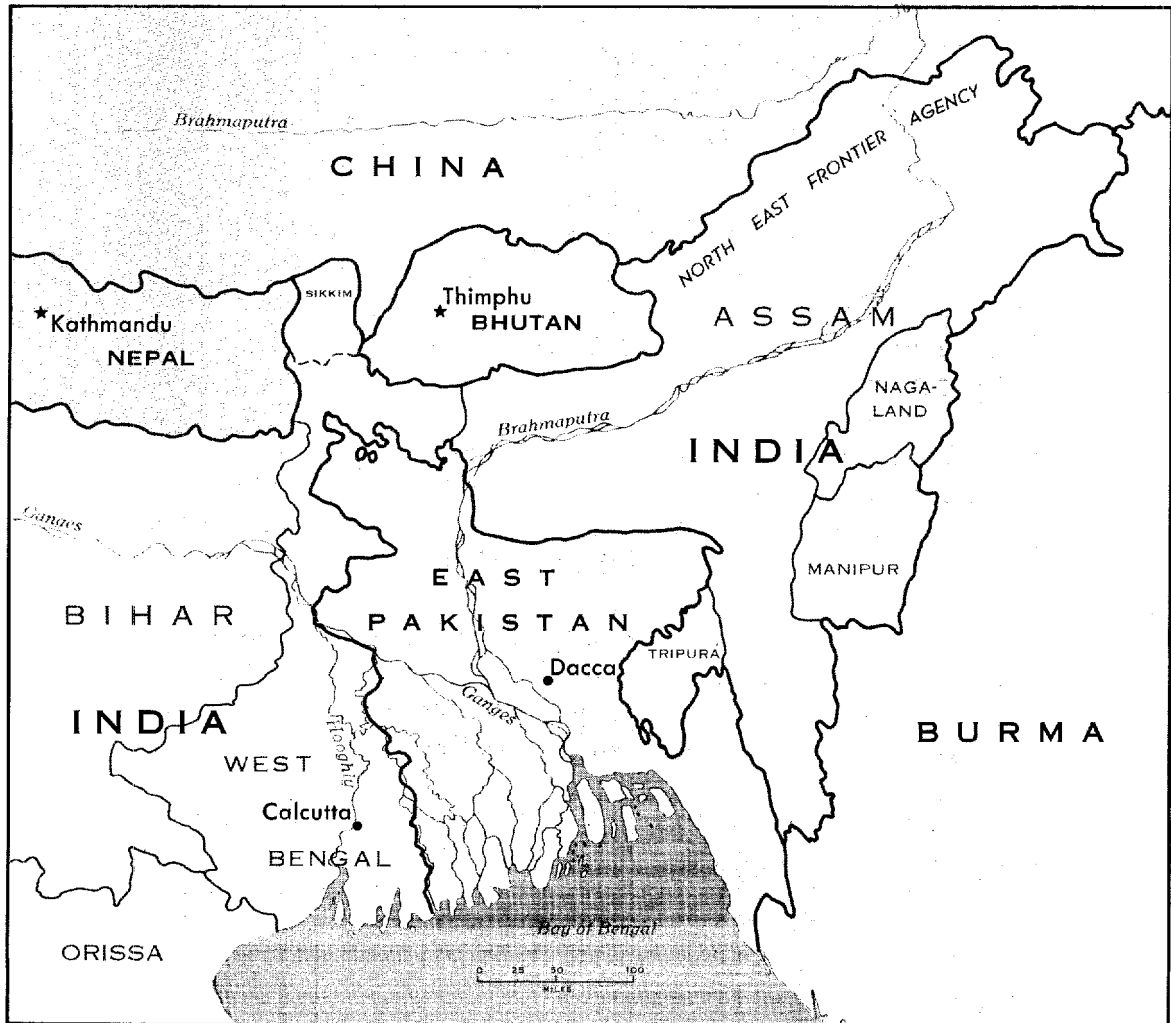 Brahmaputra
CHINA
NORTH EAST FRONTIER AGENCY
SIKKIM
Thimphu
BHUTAN
Kathmandu
NEPAL
ASSAM
NAGA-
LAND
Brahmaputra
INDIA
Ganges
MANIPUR
EAST
PAKISTAN
BIHAR
TRIPURA
Dacca
Ganges
INDIA
Hooghly
BURMA
WEST
Calcutta
BENGAL
Bay of Bengal
ORISSA
0 25 50 100
MILES